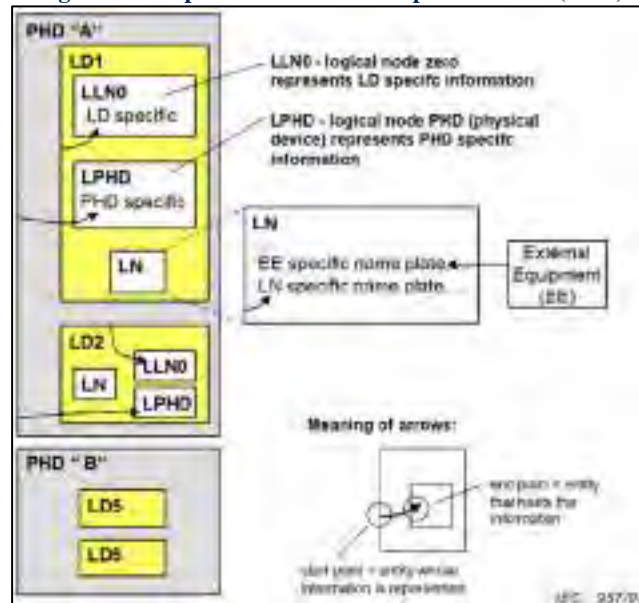 PHD "A"
LD1
LLN0
LD specific
LPHD
PHD specific
LN
LLN0 - logical node zero
represents LD specifc information
LPHD - logical node PHD (physical
device) represents PHD specifc
information
LN
EE specific name plate
LN specific name plate
External
Equipment
(EE)
LD2
LLN0
LN
LPHD
PHD "B"
LD5
LD6
Meaning of arrows:
end point = entity
that hosts the
information
start point = entity whose
information is represented
IEC